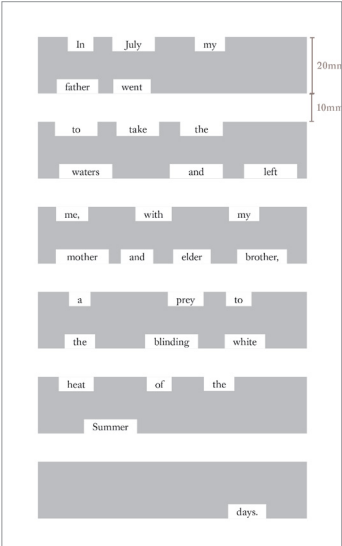 In July my
20mm
father went
10mm
to take the
waters and left
me, with my
mother and elder brother,
a prey to
the blinding white
heat of the
Summer
days.